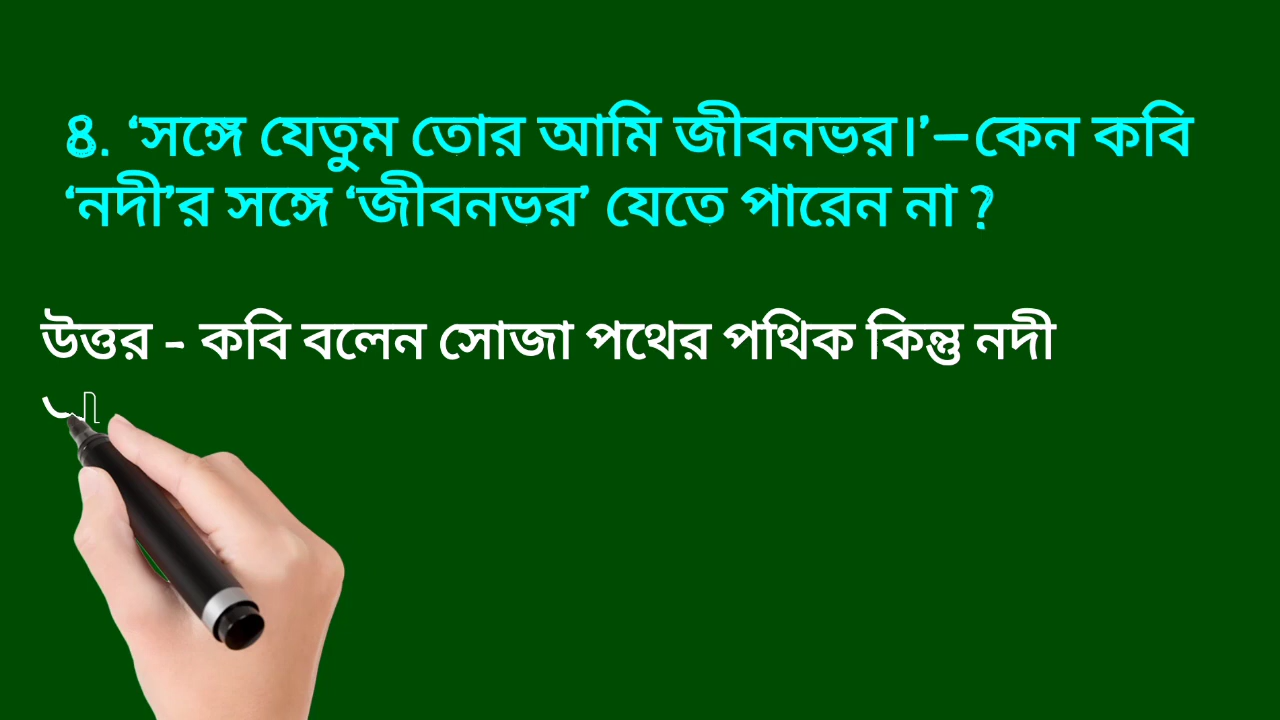 ৪. ‘সঙ্গে যেতুম তোর আমি জীবনভর।’–কেন কবি
‘নদী’র সঙ্গে ‘জীবনভর’ যেতে পারেন না ?
উত্তর - কবি বলেন সোজা পথের পথিক কিন্তু নদী